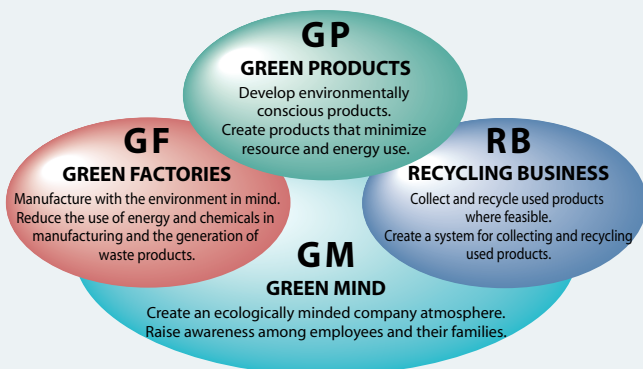 GP
GREEN PRODUCTS
Develop environmentally
conscious products.
Create products that minimize
resource and energy use.
GF
GREEN FACTORIES
Manufacture with the environment in mind.
Reduce the use of energy and chemicals in
manufacturing and the generation of
waste products.
RB
RECYCLING BUSINESS
Collect and recycle used products
where feasible.
Create a system for collecting and recycling
used products.
GM
GREEN MIND
Create an ecologically minded company atmosphere.
Raise awareness among employees and their families.